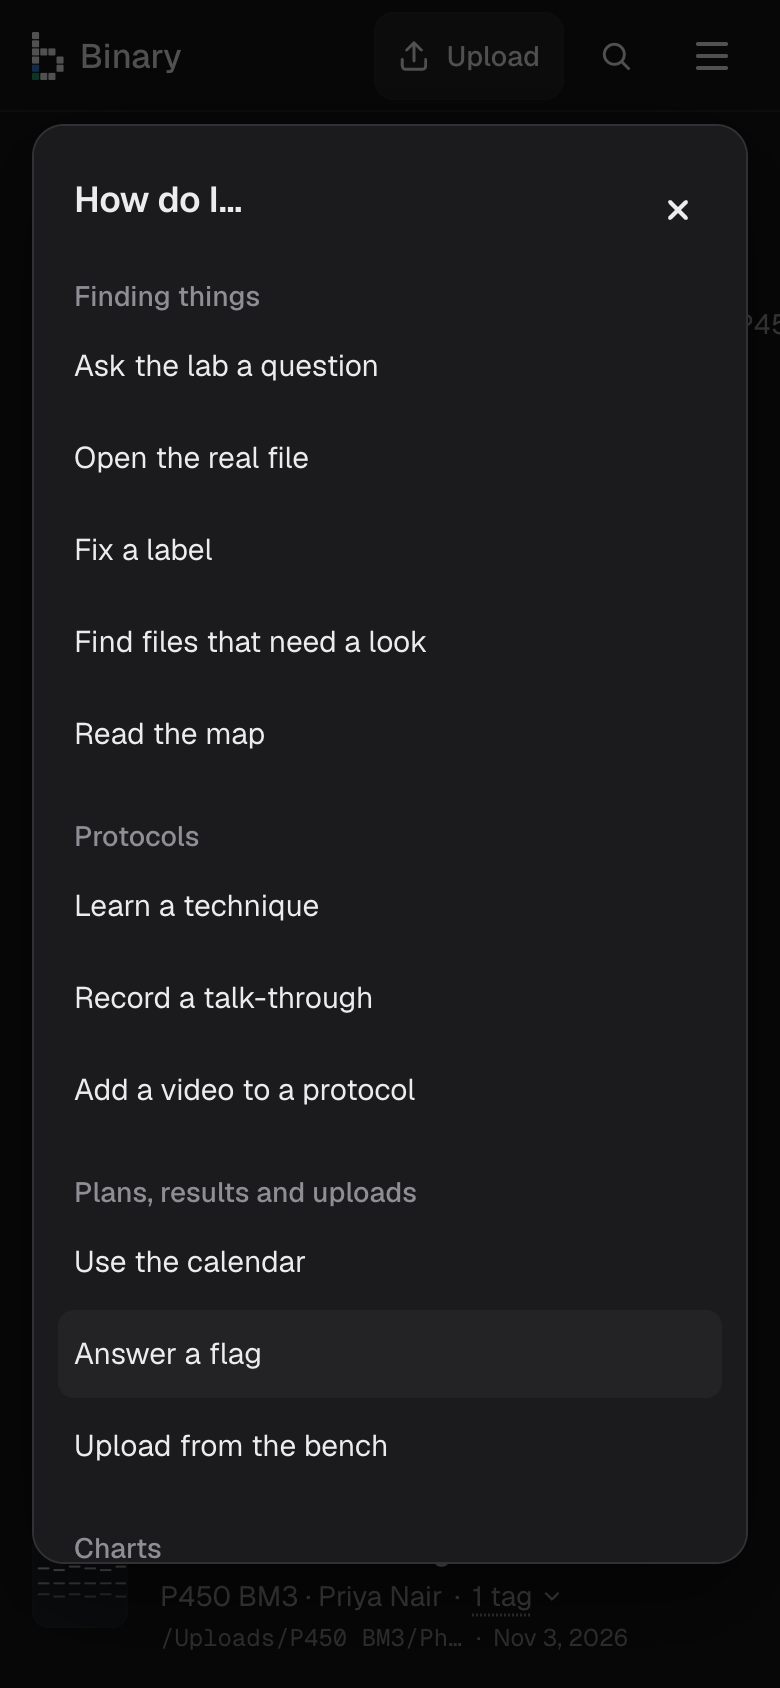 Binary
Upload
How do I...
Finding things
P45
Ask the lab a question
Open the real file
Fix a label
Find files that need a look
Read the map
Protocols
Learn a technique
Record a talk-through
Add a video to a protocol
Plans, results and uploads
Use the calendar
Answer a flag
Upload from the bench
Charts
P450 BM3 · Priya Nair · 1 tag
/Uploads/P450 BM3/Ph… · Nov 3, 2026